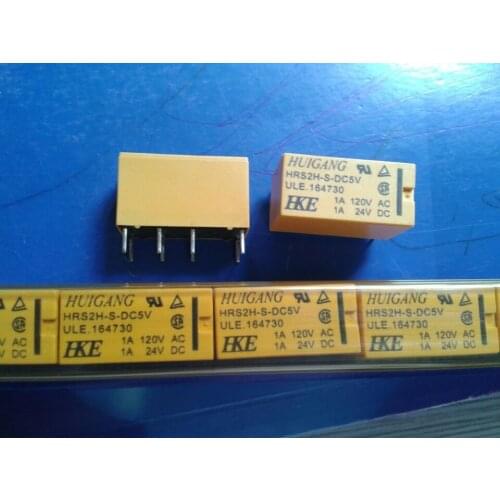 HUIGANG
HRS2H-S-DC5V
ULE.164730
HKE 1A 120V AC
1A 24V DC
AC
DC
HUIGANG
HRS2H-S-DC5V
ULE.164730
HKE 1A 120V AC
1A 24V DC
HUIGANG
HRS2H-S-DC5V
ULE.164730
HKE 1A 120V AC
1A 24V DC
HUIGANG
HRS2H-S-DC5V
ULE.164730
HKE 1A 120V AC
1A 24V DC